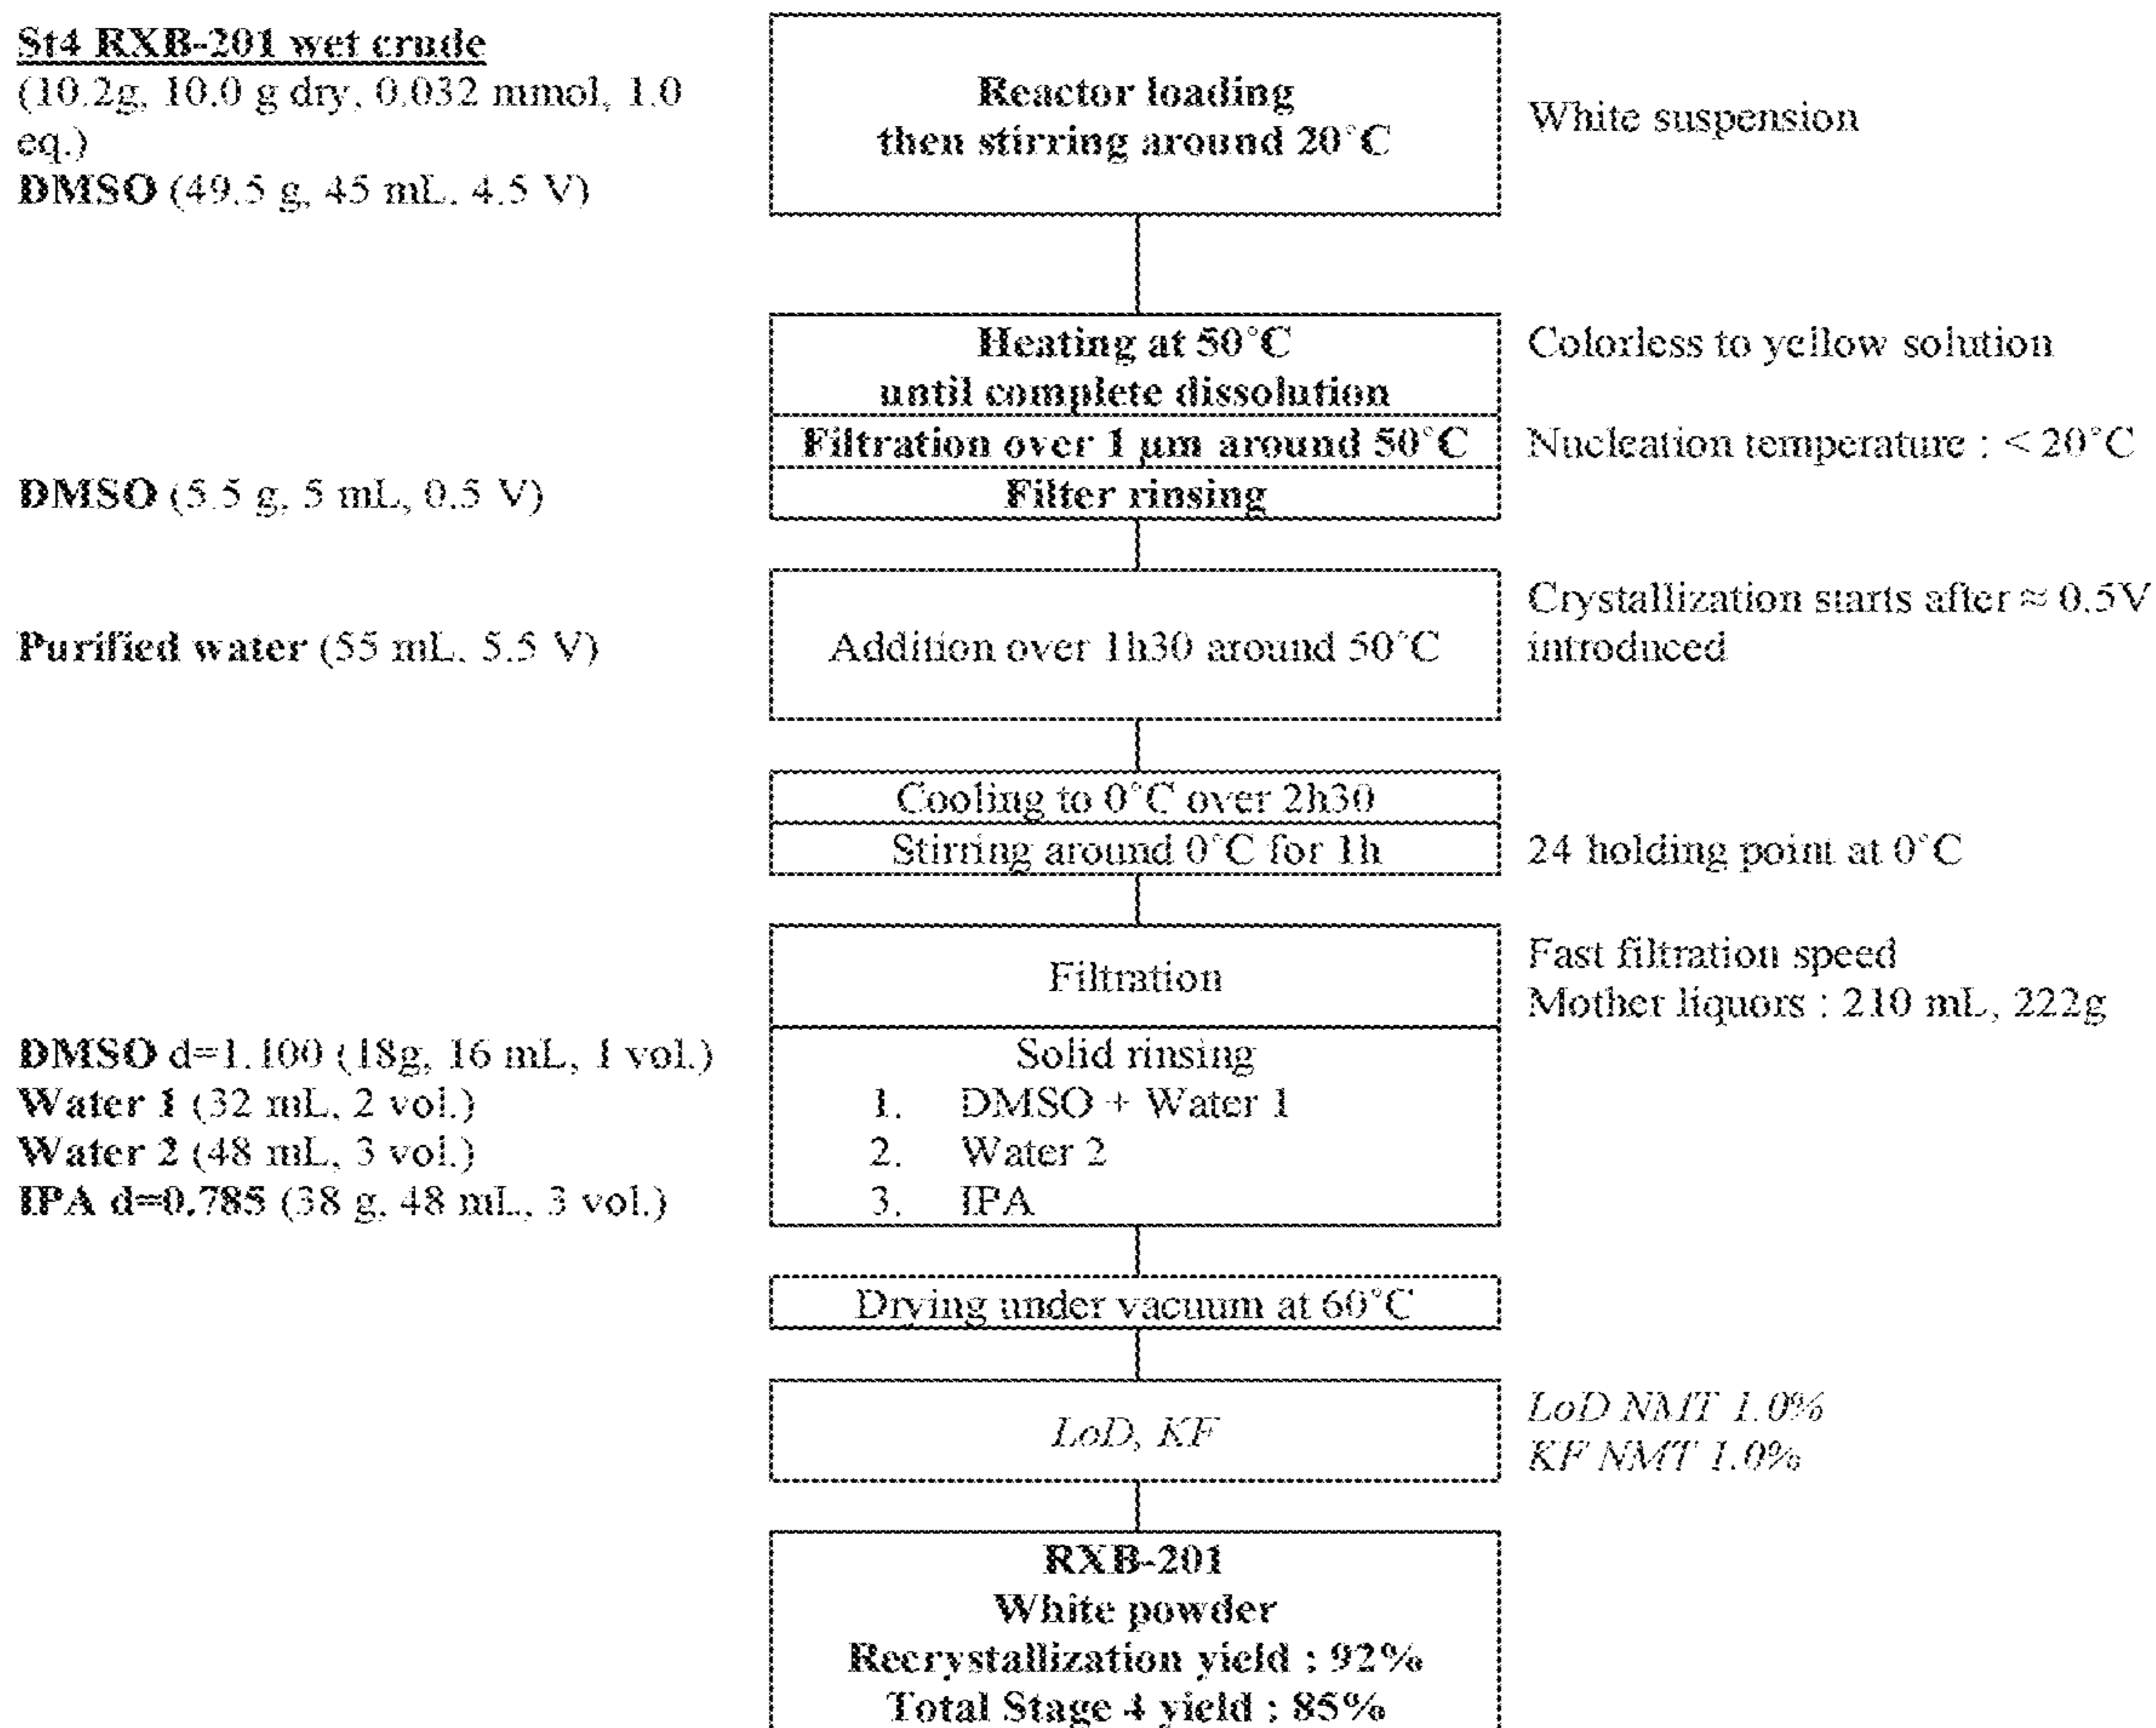 St4 RXB-201 wet crude
(10.2g, 10.0 g dry, 0.032 mmol, 1.0
eq.)
DMSO (49.5 g, 45 mL, 4.5 V)
Reactor loading
then stirring around 20°C
White suspension
Heating at 50°C
until complete dissolution
Colorless to yellow solution
Filtration over 1 µm around 50°C
Nucleation temperature : < 20°C
DMSO (5.5 g, 5 mL, 0.5 V)
Filter rinsing
Purified water (55 mL, 5.5 V)
Addition over 1h30 around 50°C
Crystallization starts after ≈ 0.5V
introduced
Cooling to 0°C over 2h30
Stirring around 0°C for 1h
24 holding point at 0°C
Filtration
Fast filtration speed
Mother liquors : 210 mL, 222g
DMSO d=1.100 (18g, 16 mL, 1 vol.)
Water 1 (32 mL, 2 vol.)
Water 2 (48 mL, 3 vol.)
IPA d=0.785 (38 g, 48 mL, 3 vol.)
Solid rinsing
1. DMSO + Water 1
2. Water 2
3. IPA
Drying under vacuum at 60°C
LoD, KF
LoD NMT 1.0%
KF NMT 1.0%
RXB-201
White powder
Recrystallization yield : 92%
Total Stage 4 yield : 85%